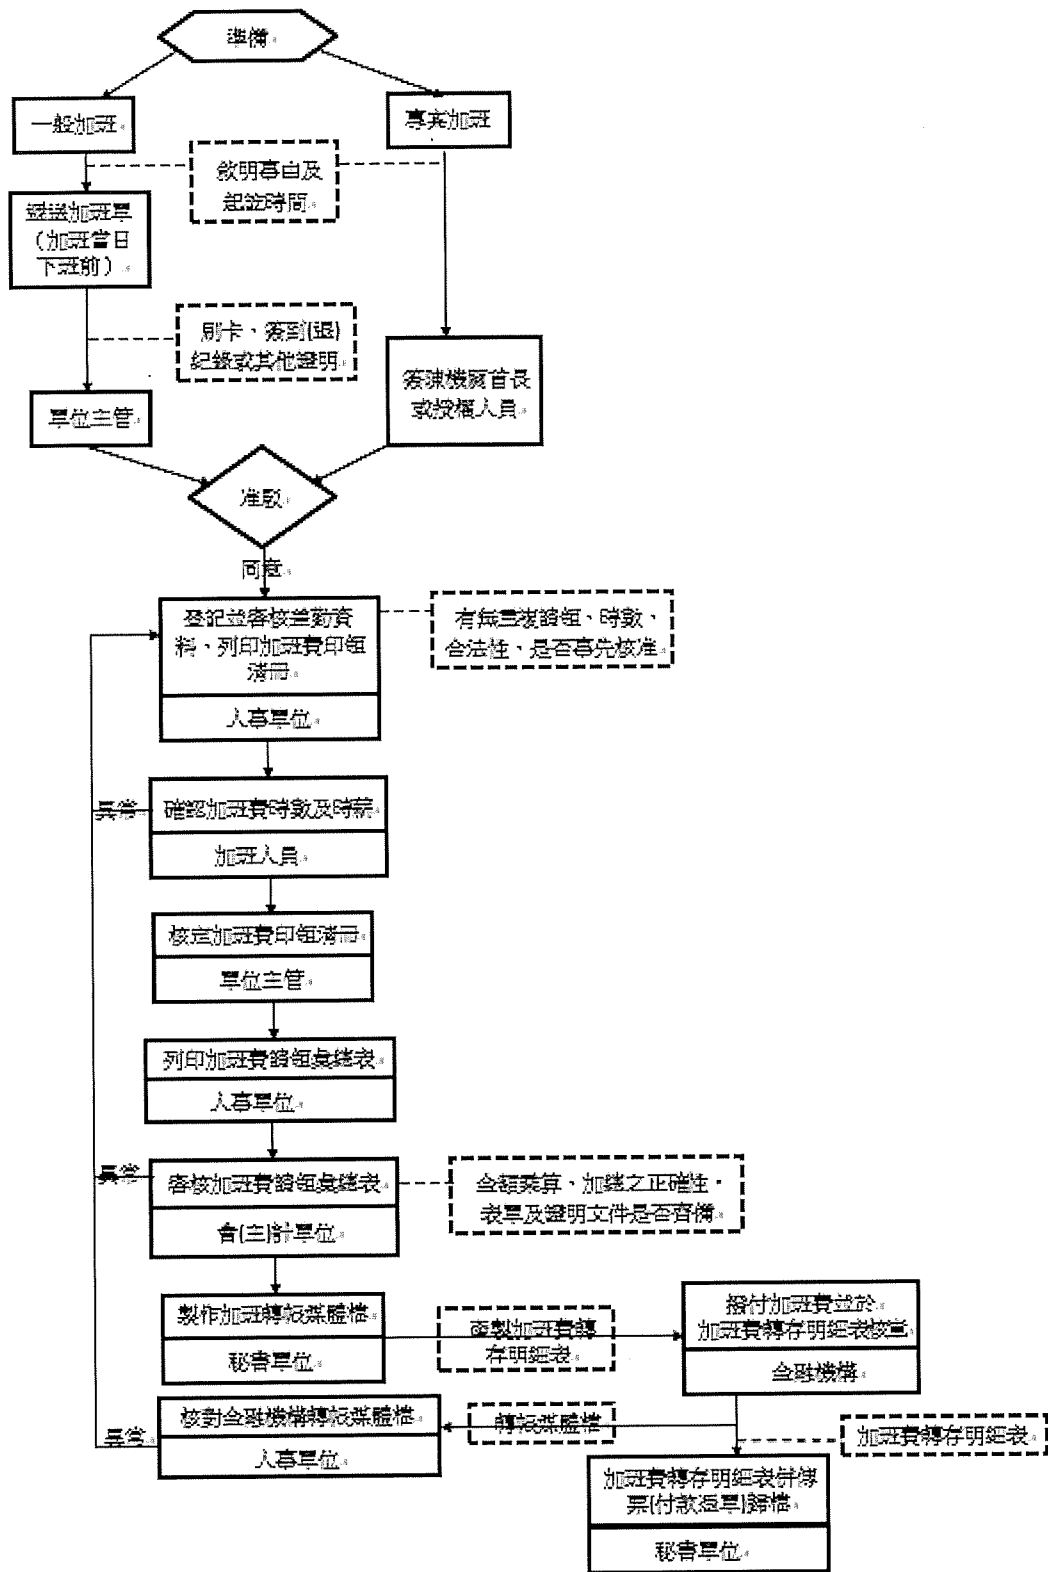 準備
一般加班
專案加班
敘明事由及
起迄時間
遞送加班單
（加班當日
下班前）
刷卡、簽到(退)
紀錄或其他證明
單位主管
簽陳機關首長
或授權人員
准駁
同意
登記並審核差勤資
料、列印加班費印領
清冊
人事單位
有無重複請領、時數、
合法性、是否事先核准
異常
確認加班費時數及時薪
加班人員
核定加班費印領清冊
單位主管
列印加班費請領彙總表
人事單位
異常
審核加班費請領彙總表
會(主)計單位
金額乘算、加總之正確性，
表單及證明文件是否齊備
製作加班轉帳媒體檔
秘書單位
產製加班費轉
存明細表
撥付加班費並於
加班費轉存明細表核章
金融機構
異常
核對金融機構轉帳媒體檔
人事單位
轉帳媒體檔
加班費轉存明細表
加班費轉存明細表併傳
票(付款憑單)歸檔
秘書單位